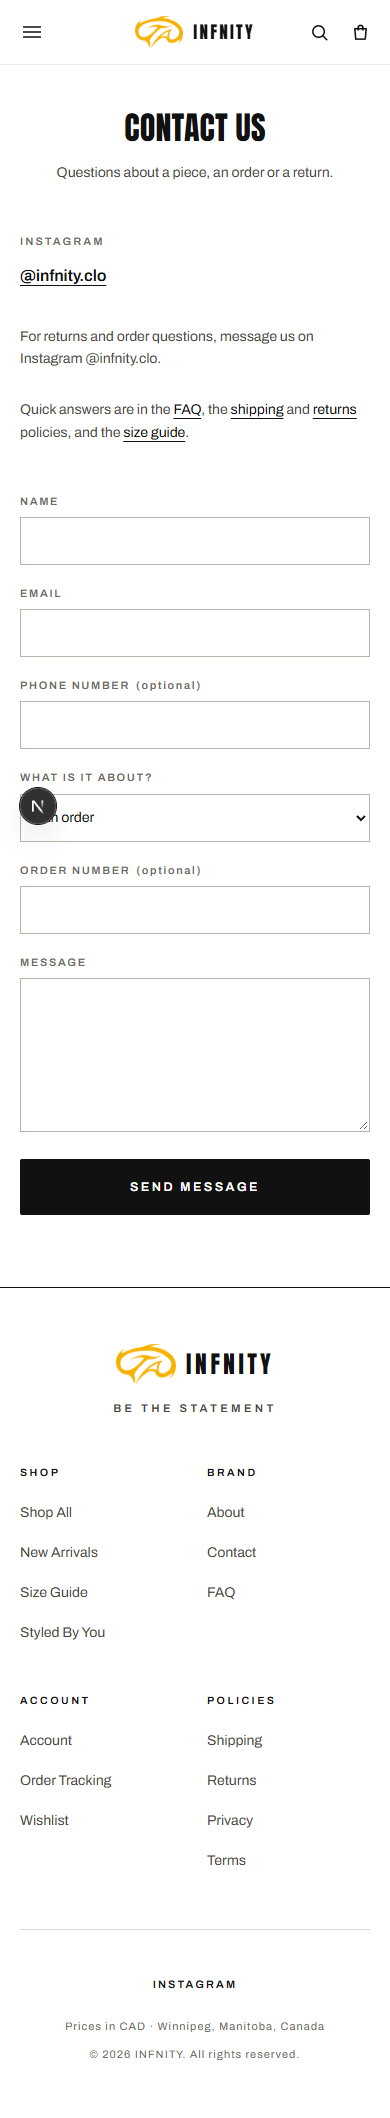 INFNITY
CONTACT US
Questions about a piece, an order or a return.
INSTAGRAM
@infnity.clo
For returns and order questions, message us on
Instagram @infnity.clo.
Quick answers are in the FAQ, the shipping and returns
policies, and the size guide.
NAME
EMAIL
PHONE NUMBER (optional)
WHAT IS IT ABOUT?
N
n order
ORDER NUMBER (optional)
MESSAGE
SEND MESSAGE
INFNITY
BE THE STATEMENT
SHOP
Shop All
New Arrivals
Size Guide
Styled By You
BRAND
About
Contact
FAQ
ACCOUNT
Account
Order Tracking
Wishlist
POLICIES
Shipping
Returns
Privacy
Terms
INSTAGRAM
Prices in CAD · Winnipeg, Manitoba, Canada
© 2026 INFNITY. All rights reserved.